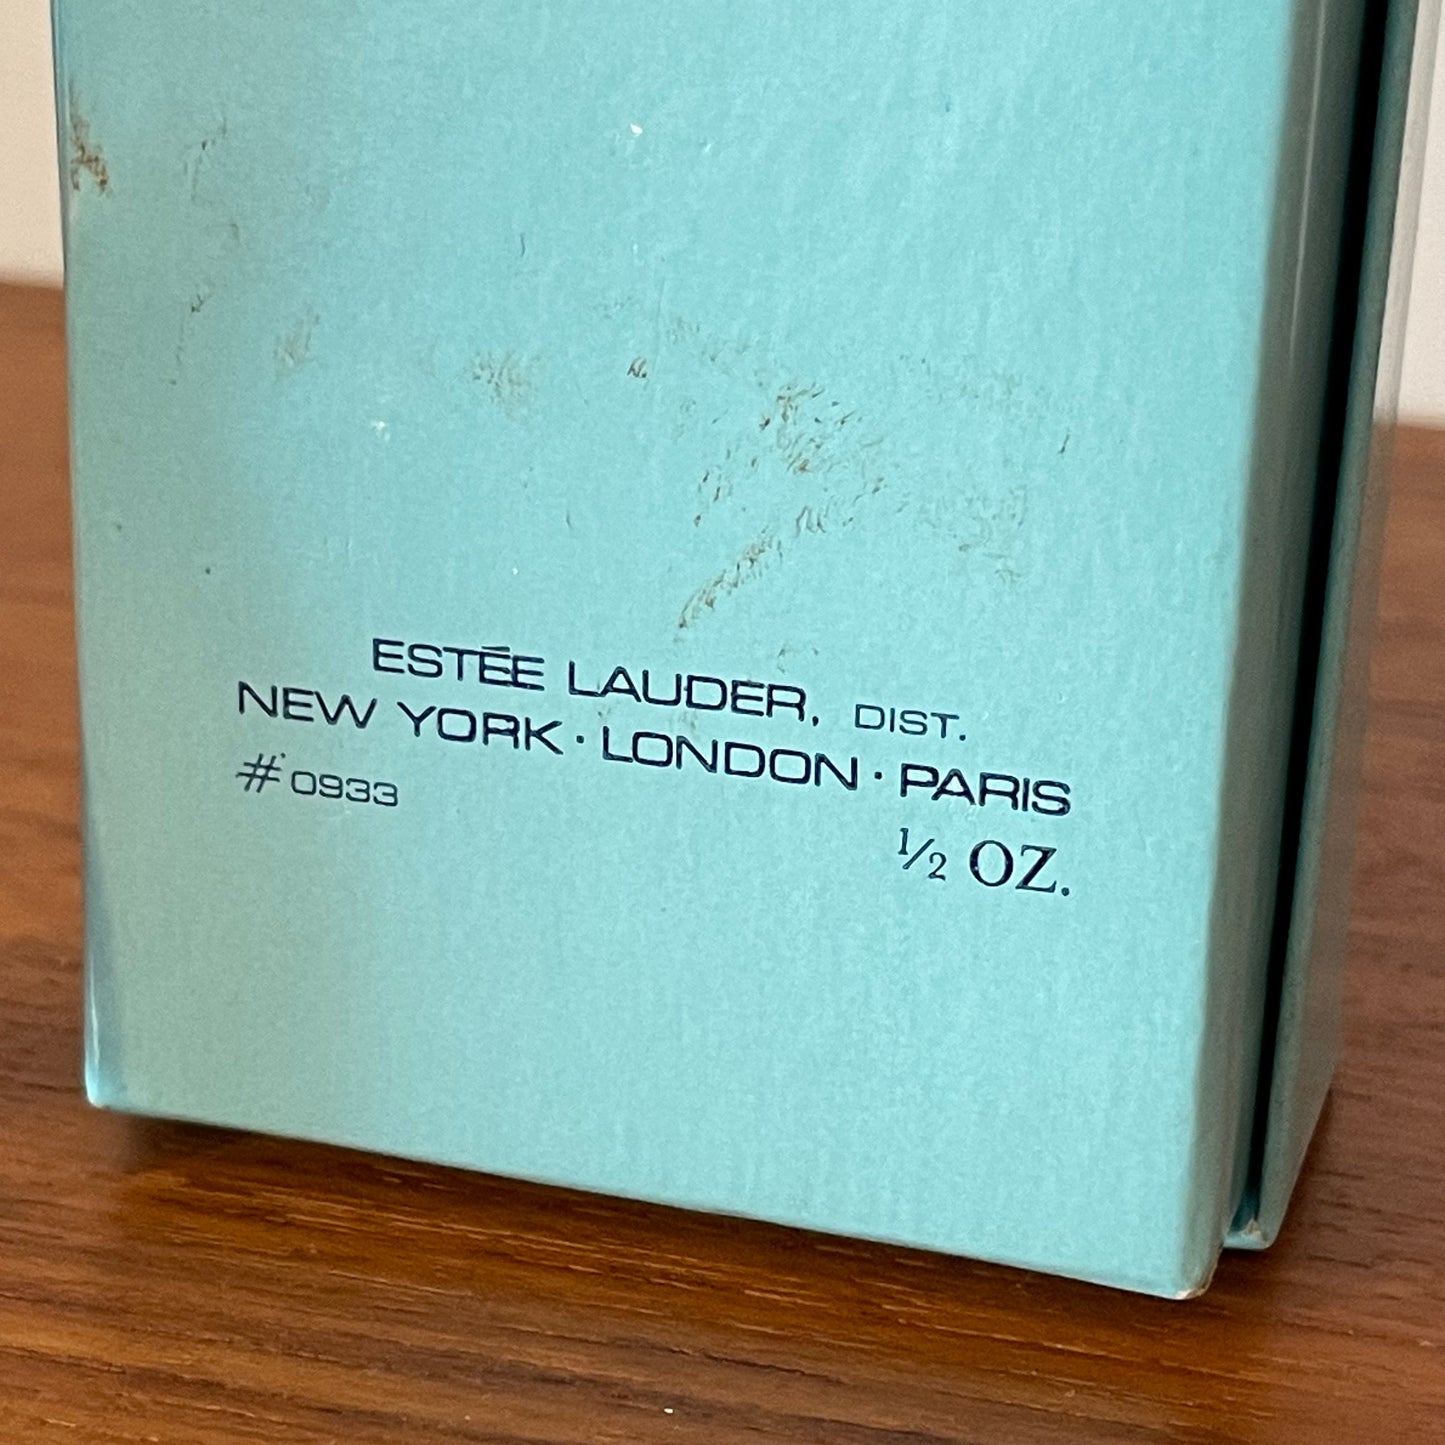 ESTÉE LAUDER, DIST.
NEW YORK · LONDON · PARIS
#0933
½ OZ.